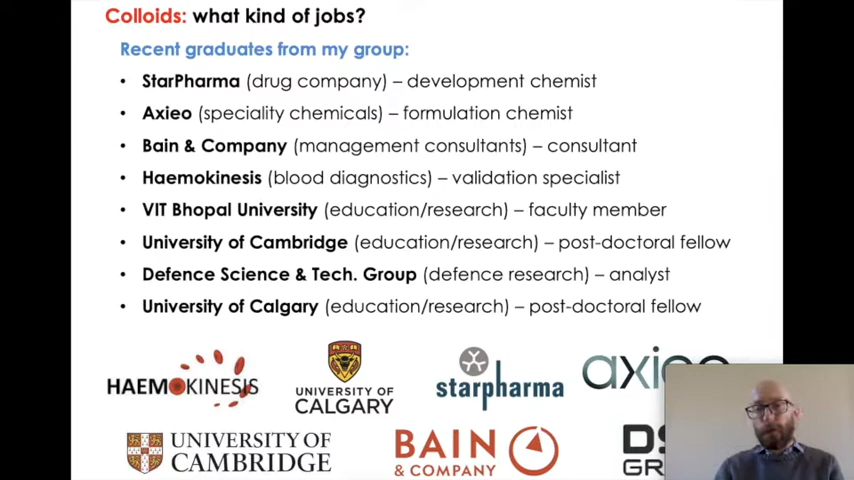 Colloids: what kind of jobs?
Recent graduates from my group:
• StarPharma (drug company) – development chemist
• Axieo (speciality chemicals) – formulation chemist
• Bain & Company (management consultants) – consultant
• Haemokinesis (blood diagnostics) – validation specialist
• VIT Bhopal University (education/research) – faculty member
• University of Cambridge (education/research) – post-doctoral fellow
• Defence Science & Tech. Group (defence research) – analyst
• University of Calgary (education/research) – post-doctoral fellow
HAEMOKINESIS
UNIVERSITY OF
CALGARY
starpharma
axieo
UNIVERSITY OF
CAMBRIDGE
BAIN
& COMPANY